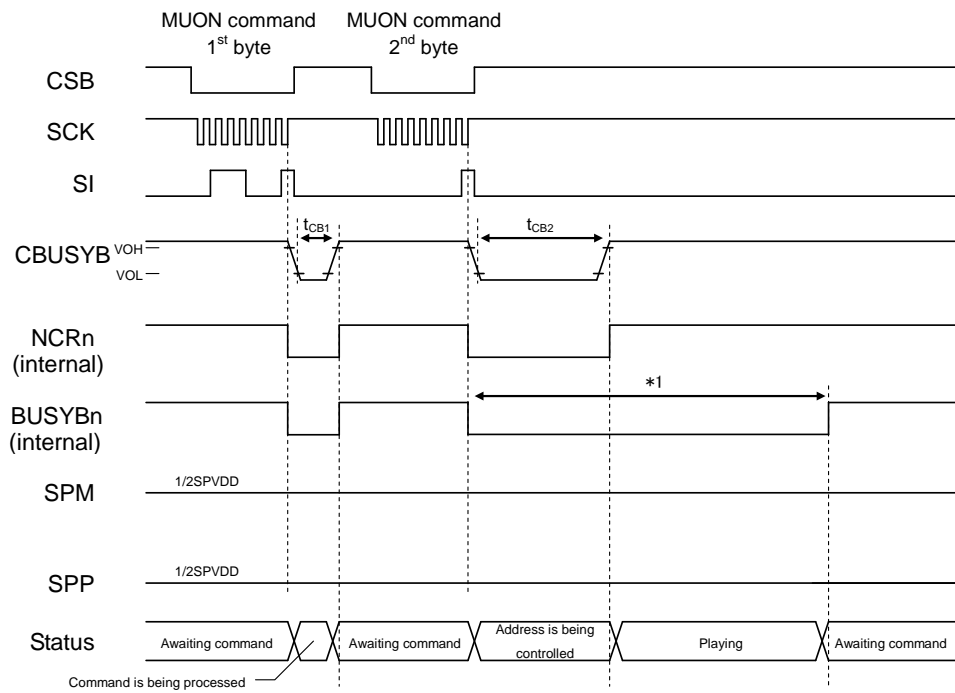 MUON command
1st byte
MUON command
2nd byte
CSB
SCK
SI
tCB1
tCB2
CBUSYB
VOH
VOL
NCRn
(internal)
*1
BUSYBn
(internal)
1/2SPVDD
SPM
1/2SPVDD
SPP
Status
Awaiting command
Awaiting command
Address is being
controlled
Playing
Awaiting command
Command is being processed